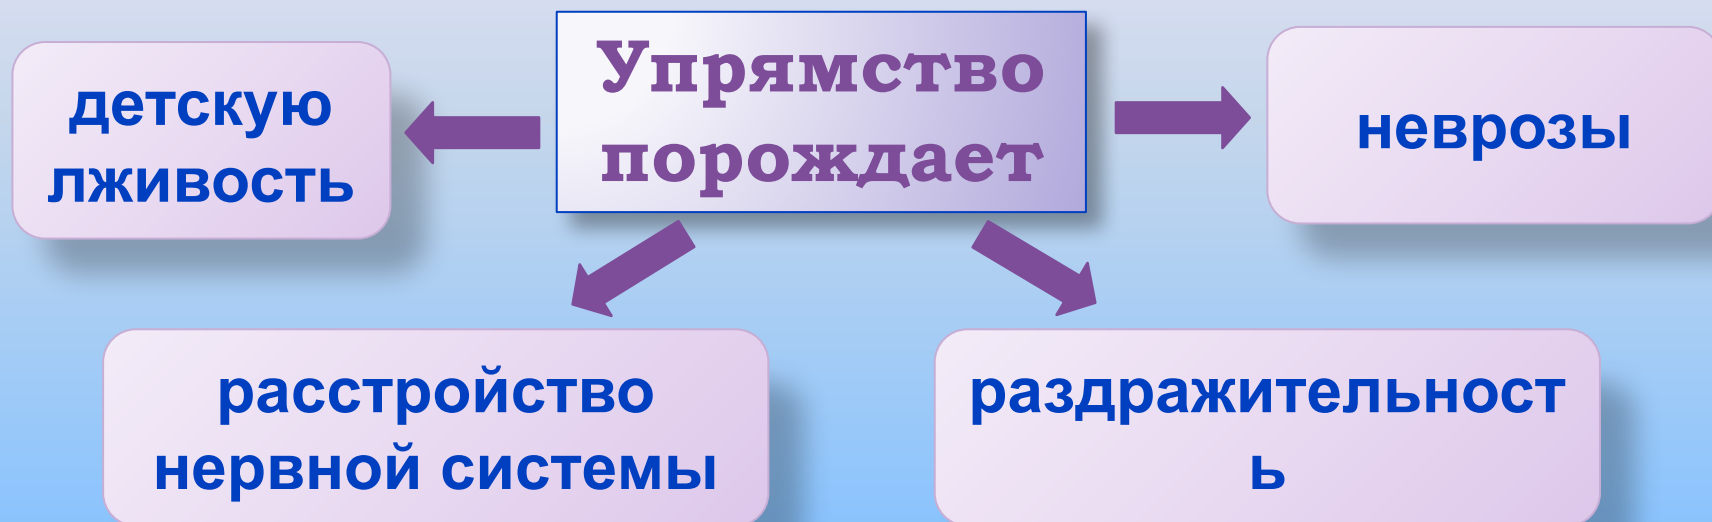 Упрямство
порождает
детскую
лживость
неврозы
расстройство
нервной системы
раздражительност
ь